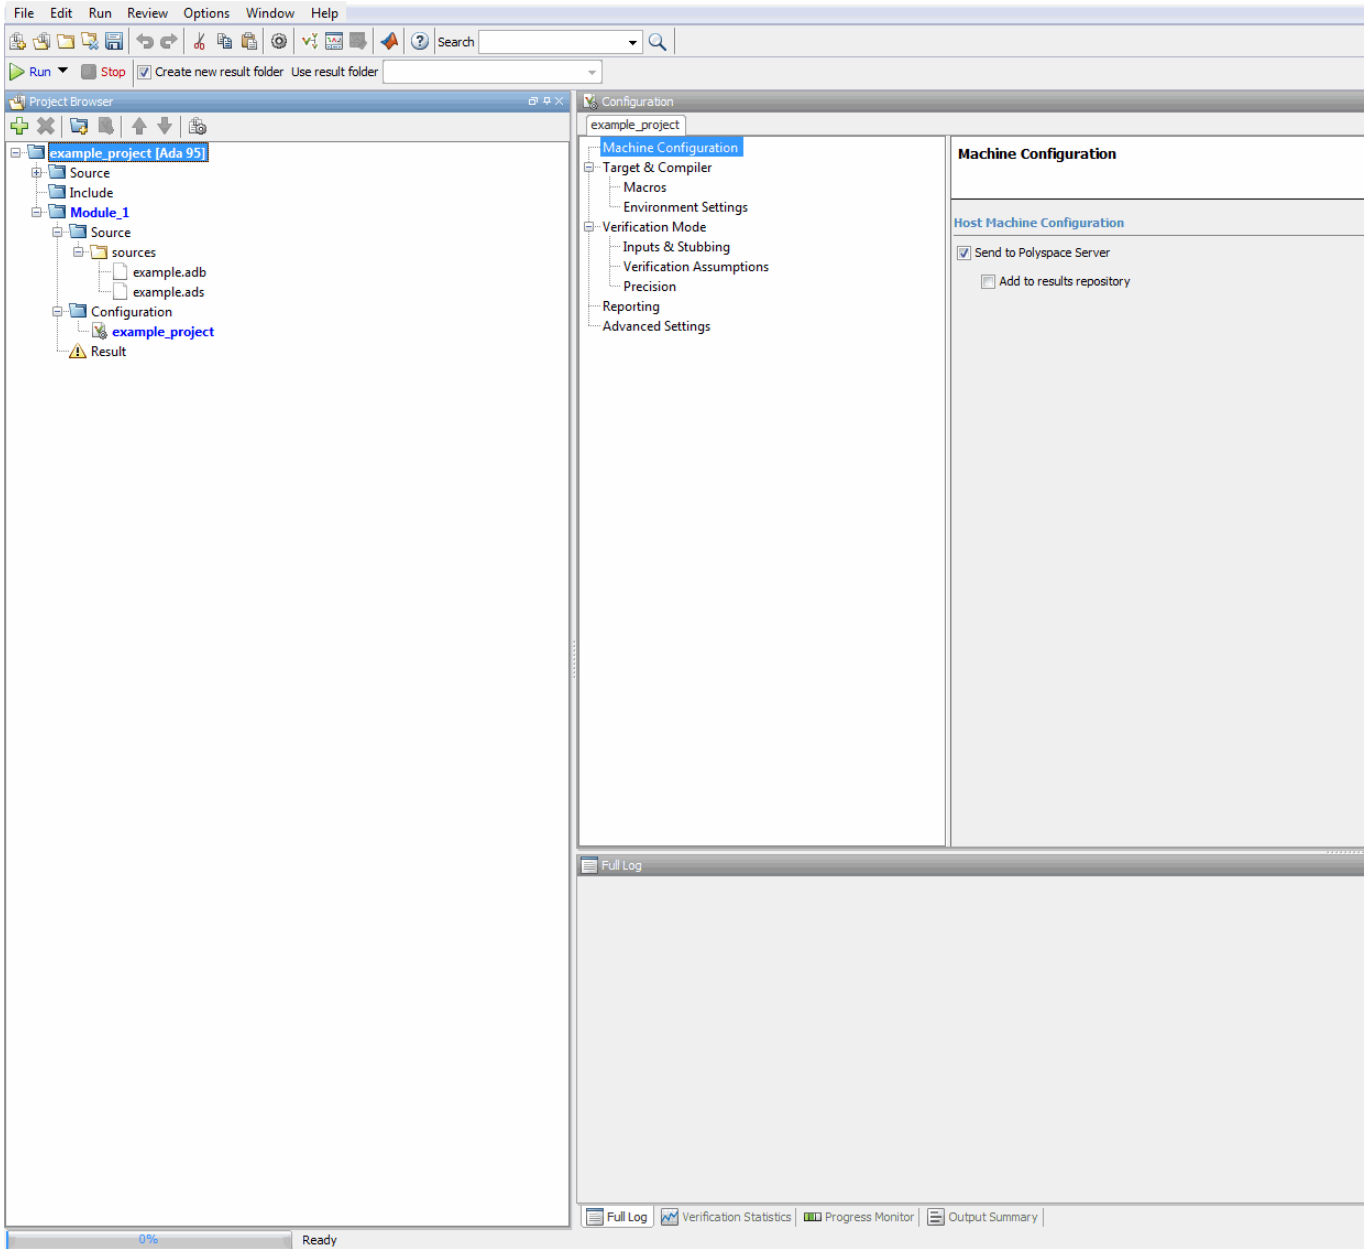 File Edit Run Review Options Window Help
Search
Run Stop Create new result folder Use result folder
Project Browser
example_project [Ada 95]
Source
Include
Module_1
Source
sources
example.adb
example.ads
Configuration
example_project
Result
Configuration
example_project
Machine Configuration
Target & Compiler
Macros
Environment Settings
Verification Mode
Inputs & Stubbing
Verification Assumptions
Precision
Reporting
Advanced Settings
Machine Configuration
Host Machine Configuration
Send to Polyspace Server
Add to results repository
Full Log
Full Log Verification Statistics Progress Monitor Output Summary
0% Ready